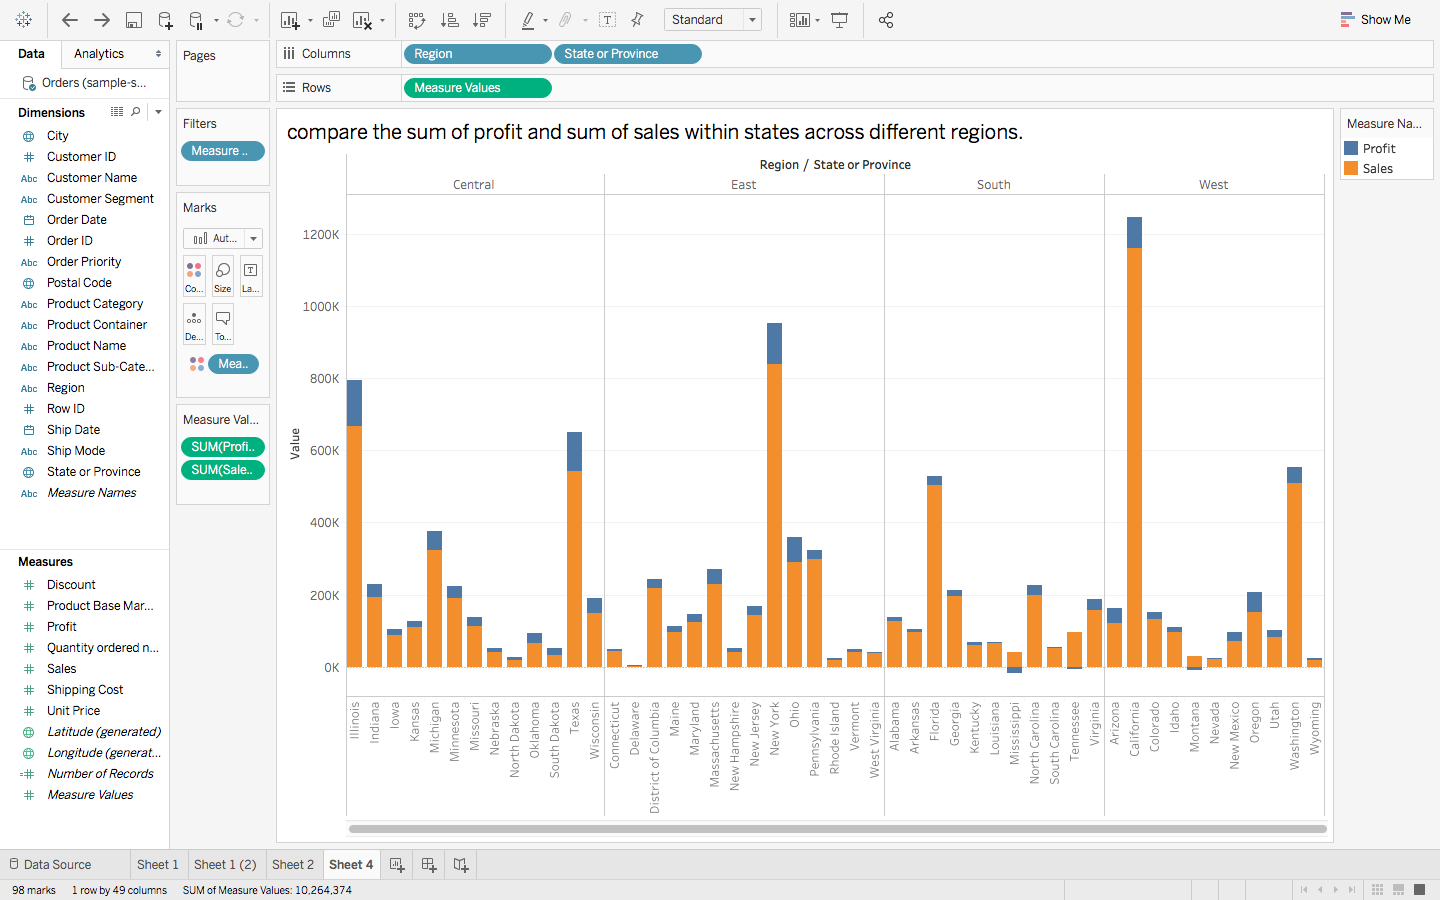 Standard
Show Me
Data
Analytics
Pages
Columns
Region
State or Province
Orders (sample-s...
Rows
Measure Values
Dimensions
City
Customer ID
Abc Customer Name
Abc Customer Segment
Order Date
Order ID
Abc Order Priority
Postal Code
Abc Product Category
Abc Product Container
Abc Product Name
Abc Product Sub-Cate...
Abc Region
Row ID
Ship Date
Abc Ship Mode
State or Province
Abc Measure Names
Measures
Discount
Product Base Mar...
Profit
Quantity ordered n...
Sales
Shipping Cost
Unit Price
Latitude (generated)
Longitude (generat...
Number of Records
Measure Values
Filters
Measure ..
Marks
Aut...
Co...
Size
La...
De...
To...
Mea..
Measure Val...
SUM(Profi..
SUM(Sale..
compare the sum of profit and sum of sales within states across different regions.
Region / State or Province
Central
East
South
West
Value
1200K
1000K
800K
600K
400K
200K
0K
Illinois
Indiana
Iowa
Kansas
Michigan
Minnesota
Missouri
Nebraska
North Dakota
Oklahoma
South Dakota
Texas
Wisconsin
Connecticut
Delaware
District of Columbia
Maine
Maryland
Massachusetts
New Hampshire
New Jersey
New York
Ohio
Pennsylvania
Rhode Island
Vermont
West Virginia
Alabama
Arkansas
Florida
Georgia
Kentucky
Louisiana
Mississippi
North Carolina
South Carolina
Tennessee
Virginia
Arizona
California
Colorado
Idaho
Montana
Nevada
New Mexico
Oregon
Utah
Washington
Wyoming
Measure Na...
Profit
Sales
Data Source
Sheet 1
Sheet 1 (2)
Sheet 2
Sheet 4
98 marks
1 row by 49 columns
SUM of Measure Values: 10,264,374